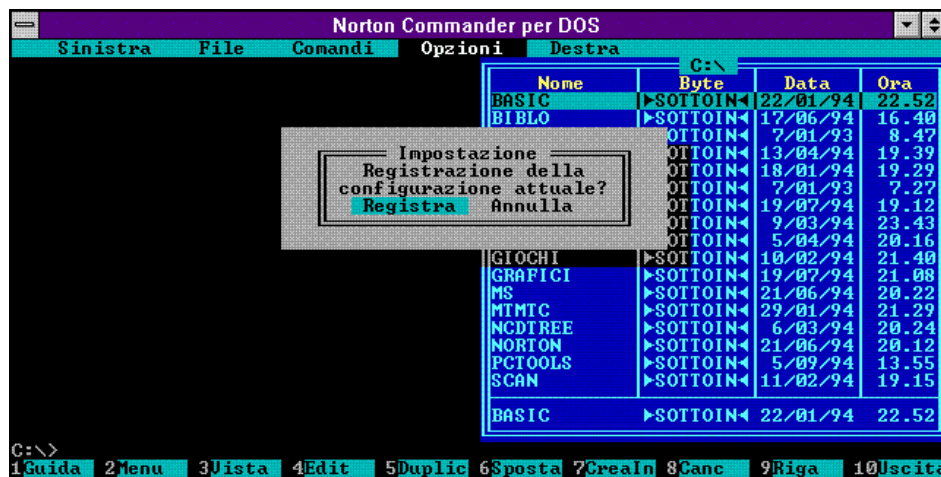 Norton Commander per DOS
Sinistra File Comandi Opzioni Destra
C:\
Nome Byte Data Ora
BASIC ►SOTTOIN◄ 22/01/94 22.52
BIBLO ►SOTTOIN◄ 17/06/94 16.40
OTTOIN◄ 7/01/93 8.47
OTTOIN◄ 13/04/94 19.39
OTTOIN◄ 18/01/94 19.29
OTTOIN◄ 7/01/93 7.27
OTTOIN◄ 19/07/94 19.12
OTTOIN◄ 9/03/94 23.43
OTTOIN◄ 5/04/94 20.16
GIOCHI ►SOTTOIN◄ 10/02/94 21.40
GRAFICI ►SOTTOIN◄ 19/07/94 21.08
MS ►SOTTOIN◄ 21/06/94 20.22
MTMTC ►SOTTOIN◄ 29/01/94 21.29
NCDTREE ►SOTTOIN◄ 6/03/94 20.24
NORTON ►SOTTOIN◄ 21/06/94 20.12
PCTOOLS ►SOTTOIN◄ 5/09/94 13.55
SCAN ►SOTTOIN◄ 11/02/94 19.15
BASIC ►SOTTOIN◄ 22/01/94 22.52
Impostazione
Registrazione della
configurazione attuale?
Registra Annulla
C:\>
1Guida 2Menu 3Vista 4Edit 5Duplic 6Sposta 7CreaIn 8Canc 9Riga 10Uscita